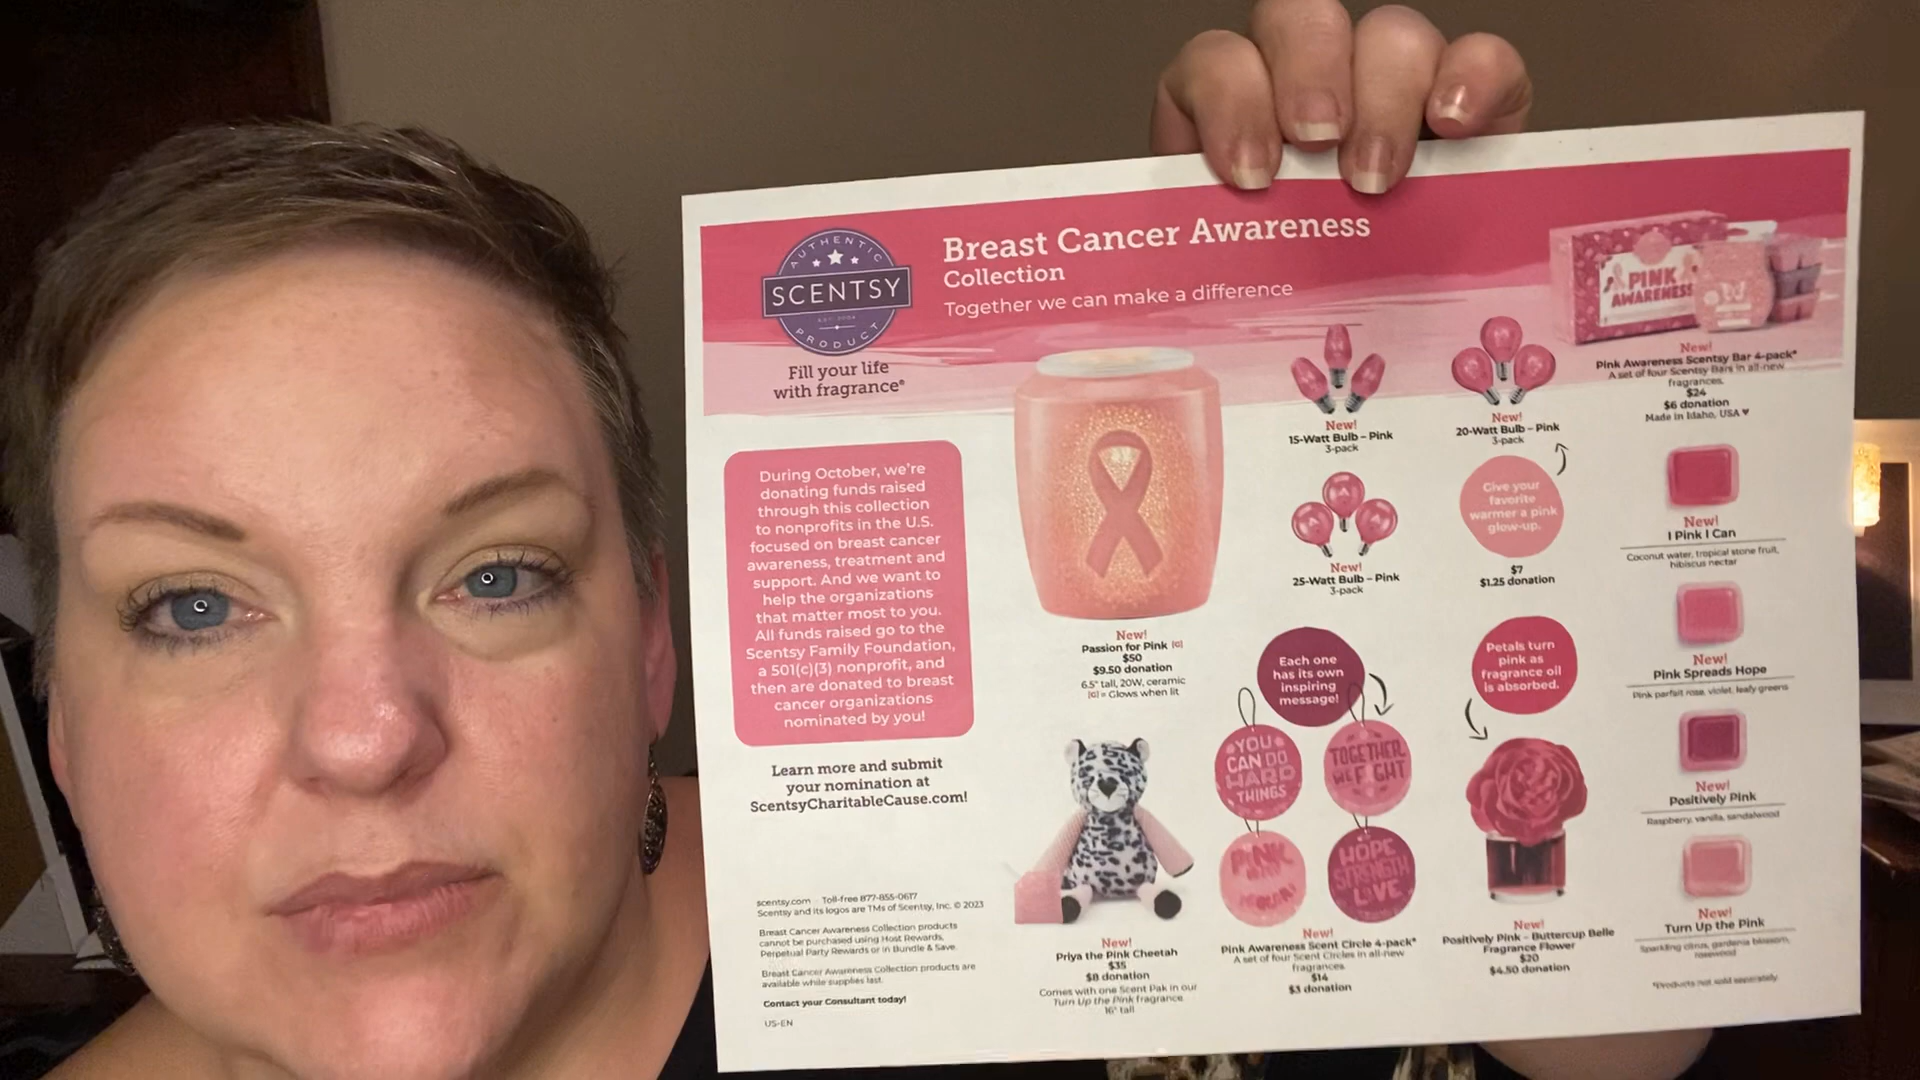 AUTHENTIC
SCENTSY
EST. 2004
PRODUCT
Fill your life
with fragrance®
Breast Cancer Awareness
Collection
Together we can make a difference
PINK
AWARENESS
During October, we're
donating funds raised
through this collection
to nonprofits in the U.S.
focused on breast cancer
awareness, treatment and
support. And we want to
help the organizations
that matter most to you.
All funds raised go to the
Scentsy Family Foundation,
a 501(c)(3) nonprofit, and
then are donated to breast
cancer organizations
nominated by you!
Learn more and submit
your nomination at
ScentsyCharitableCause.com!
scentsy.com Toll-free 877-855-0617
Scentsy and its logos are TMs of Scentsy, Inc. © 2023
Breast Cancer Awareness Collection products
cannot be purchased using Host Rewards,
Perpetual Party Rewards or in Bundle & Save.
Breast Cancer Awareness Collection products are
available while supplies last.
Contact your Consultant today!
US-EN
New!
Passion for Pink [G]
$50
$9.50 donation
6.5" tall, 20W, ceramic
[G] = Glows when lit
New!
15-Watt Bulb – Pink
3-pack
New!
20-Watt Bulb – Pink
3-pack
New!
25-Watt Bulb – Pink
3-pack
Give your
favorite
warmer a pink
glow-up.
$7
$1.25 donation
New!
Pink Awareness Scentsy Bar 4-pack*
A set of four Scentsy Bars in all-new
fragrances.
$24
$6 donation
Made in Idaho, USA ♥
New!
I Pink I Can
Coconut water, tropical stone fruit,
hibiscus nectar
New!
Pink Spreads Hope
Pink parfait rose, violet, leafy greens
New!
Positively Pink
Raspberry, vanilla, sandalwood
New!
Turn Up the Pink
Sparkling citrus, gardenia blossom,
rosewood
*Products not sold separately
New!
Priya the Pink Cheetah
$35
$8 donation
Comes with one Scent Pak in our
Turn Up the Pink fragrance
16" tall
Each one
has its own
inspiring
message!
YOU
CAN DO
HARD
THINGS
TOGETHER
WE FIGHT
PINK
HOPE
STRENGTH
LOVE
New!
Pink Awareness Scent Circle 4-pack*
A set of four Scent Circles in all-new
fragrances
$14
$3 donation
Petals turn
pink as
fragrance oil
is absorbed.
New!
Positively Pink – Buttercup Belle
Fragrance Flower
$20
$4.50 donation